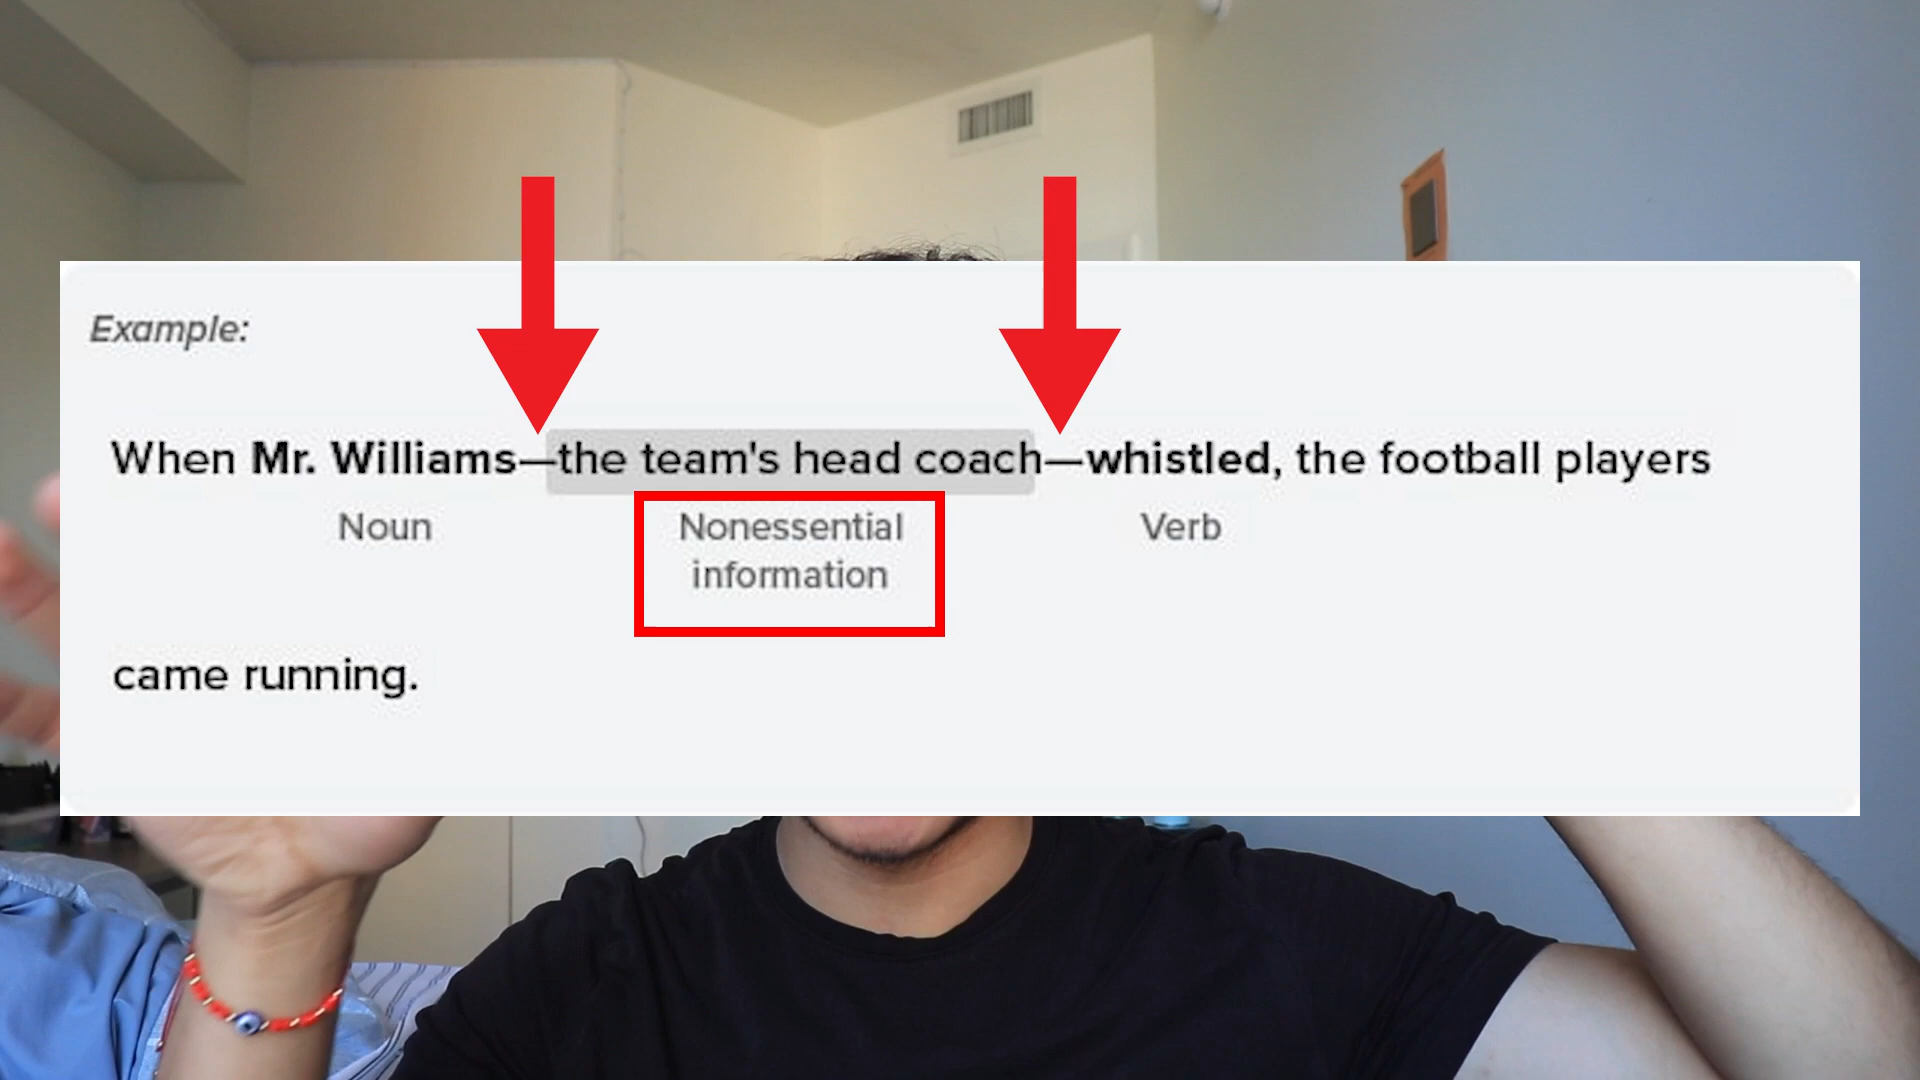 Example:
When Mr. Williams—the team's head coach—whistled, the football players
Noun Nonessential Verb
information
came running.